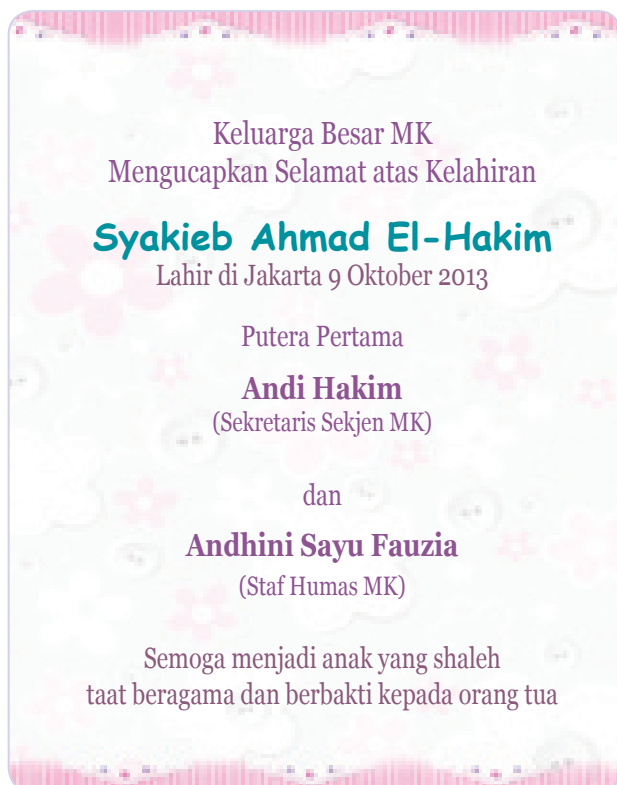 Keluarga Besar MK
Mengucapkan Selamat atas Kelahiran
Syakieb Ahmad El-Hakim
Lahir di Jakarta 9 Oktober 2013
Putera Pertama
Andi Hakim
(Sekretaris Sekjen MK)
dan
Andhini Sayu Fauzia
(Staf Humas MK)
Semoga menjadi anak yang shaleh
taat beragama dan berbakti kepada orang tua